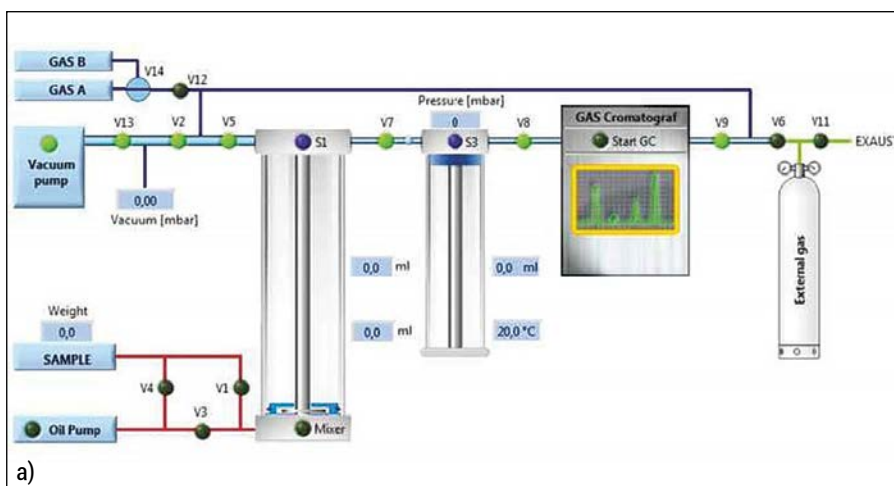 GAS B
V14
V12
GAS A
Pressure [mbar]
0
GAS Cromatograf
V13
V2
V5
V7
V8
V9
V6
V11
S1
S3
Start GC
EXAUS
Vacuum pump
0,00
Vacuum [mbar]
External gas
0,0 ml
0,0 ml
Weight
0,0
0,0 ml
20,0 °C
SAMPLE
V4
V1
V3
Oil Pump
Mixer
a)